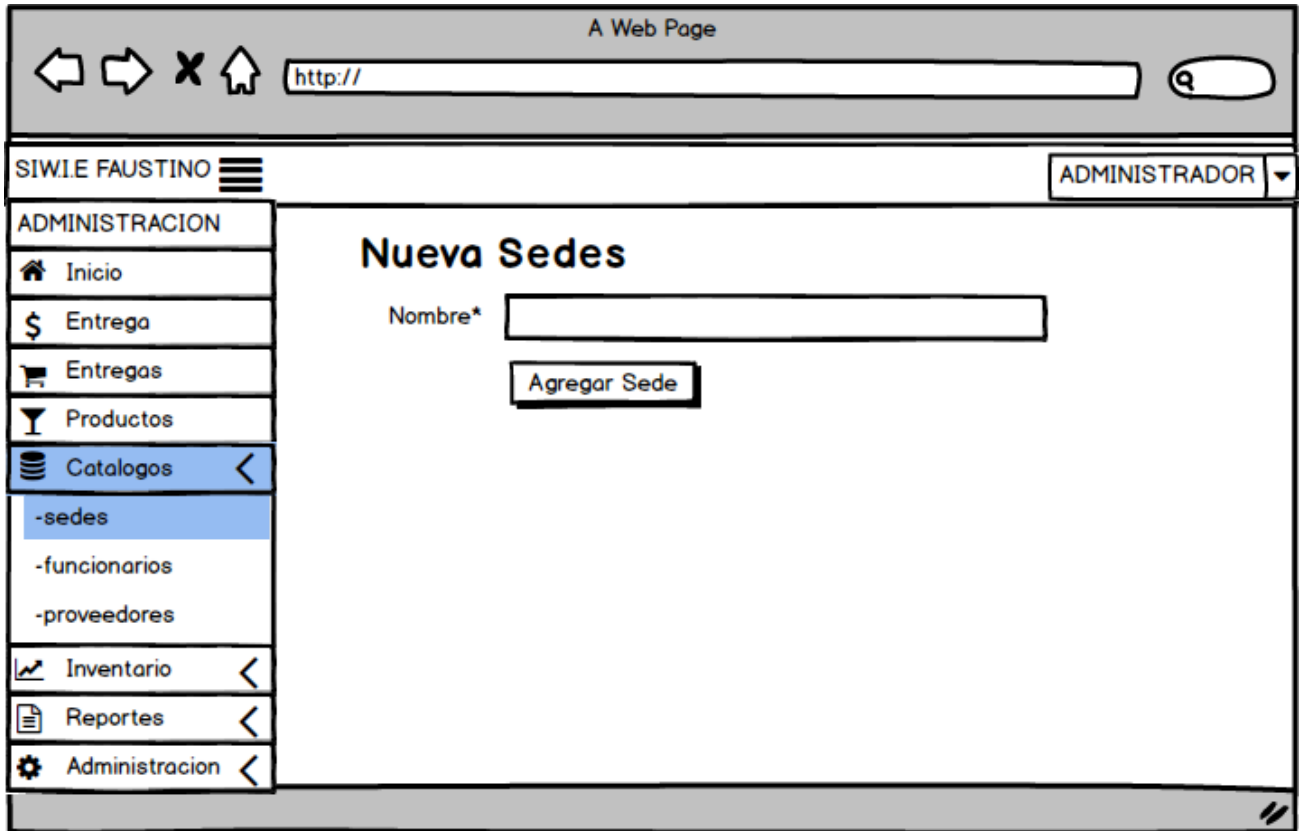 A Web Page
http://
SIW.I.E FAUSTINO
ADMINISTRADOR
ADMINISTRACION
Inicio
$ Entrega
Entregas
Productos
Catalogos
-sedes
-funcionarios
-proveedores
Inventario
Reportes
Administracion
Nueva Sedes
Nombre*
Agregar Sede